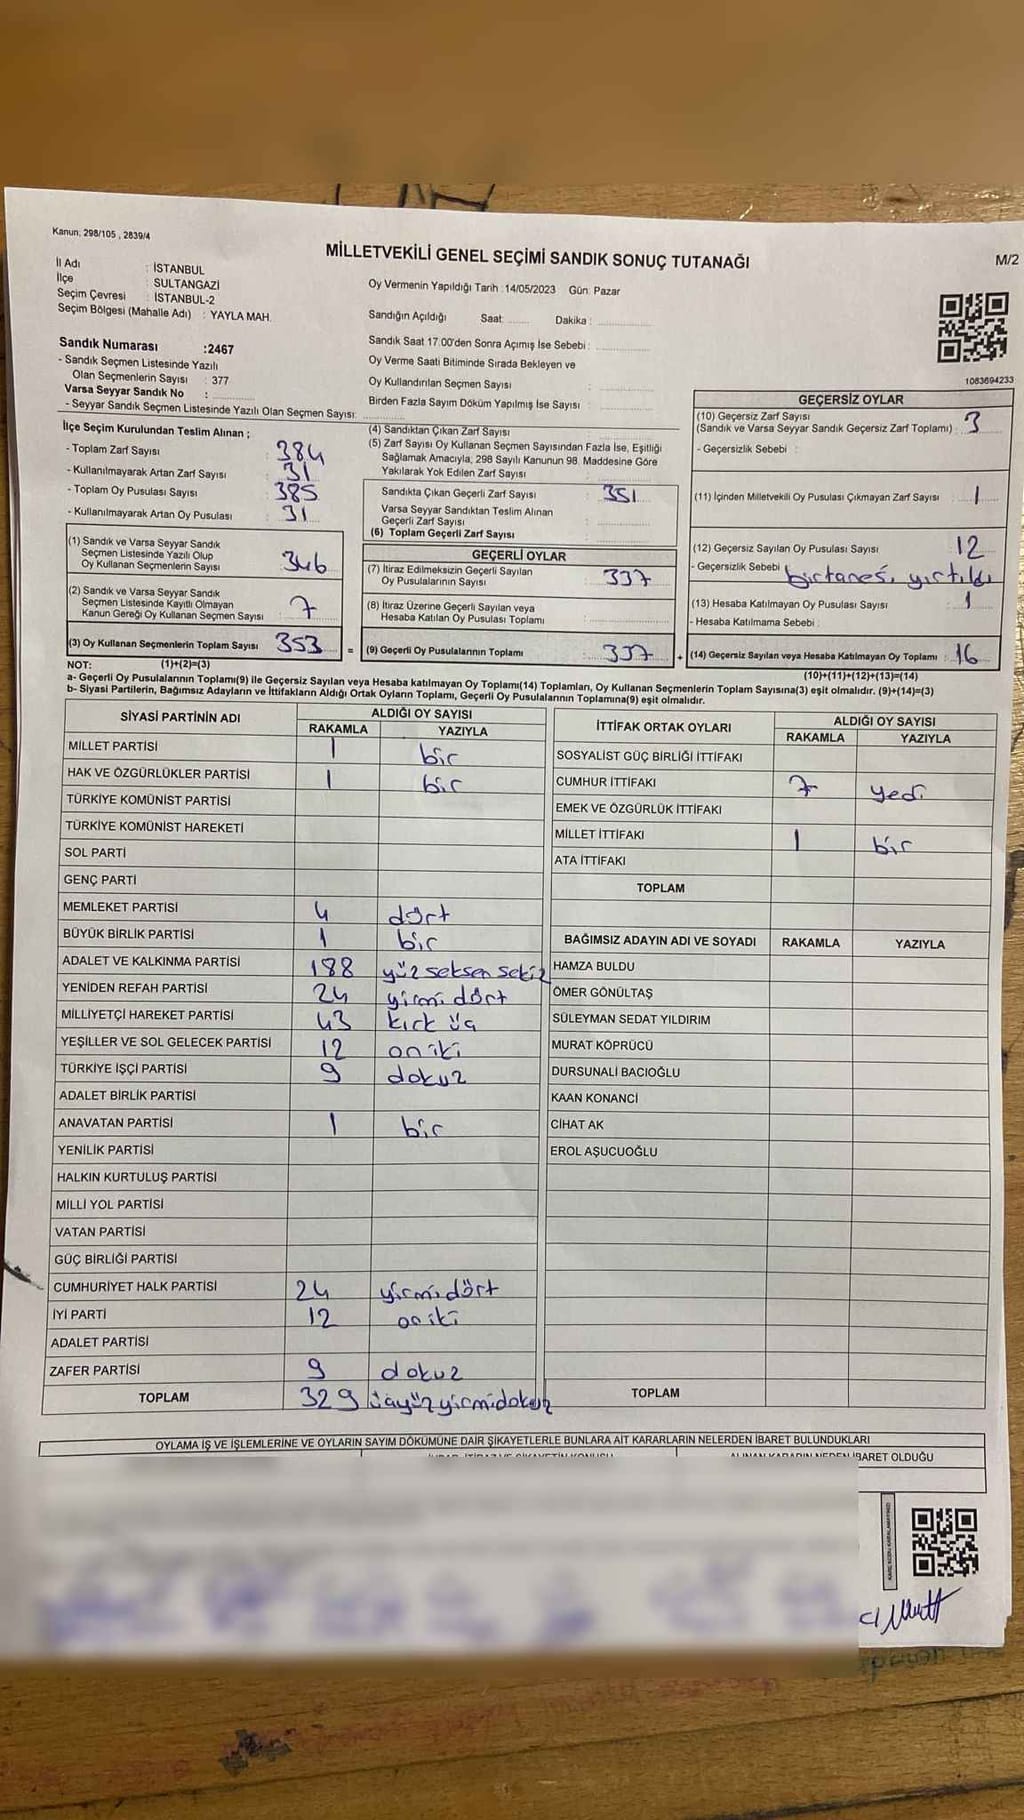 Kanun; 298/105 , 2839/4
MİLLETVEKİLİ GENEL SEÇİMİ SANDIK SONUÇ TUTANAĞI
M/2
İl Adı : İSTANBUL
İlçe : SULTANGAZİ
Seçim Çevresi : İSTANBUL-2
Seçim Bölgesi (Mahalle Adı) : YAYLA MAH.
Oy Vermenin Yapıldığı Tarih :14/05/2023 Gün: Pazar
Sandığın Açıldığı Saat:........ Dakika :
Sandık Numarası :2467
- Sandık Seçmen Listesinde Yazılı
Olan Seçmenlerin Sayısı : 377
Varsa Seyyar Sandık No :
- Seyyar Sandık Seçmen Listesinde Yazılı Olan Seçmen Sayısı:
Sandık Saat 17:00'den Sonra Açımış İse Sebebi :
Oy Verme Saati Bitiminde Sırada Bekleyen ve
Oy Kullandırılan Seçmen Sayısı :
Birden Fazla Sayım Döküm Yapılmış İse Sayısı :
1083694233
İlçe Seçim Kurulundan Teslim Alınan ;
- Toplam Zarf Sayısı : 384
- Kullanılmayarak Artan Zarf Sayısı : 31
- Toplam Oy Pusulası Sayısı : 385
- Kullanılmayarak Artan Oy Pusulası : 31
(1) Sandık ve Varsa Seyyar Sandık
Seçmen Listesinde Yazılı Olup
Oy Kullanan Seçmenlerin Sayısı : 346
(2) Sandık ve Varsa Seyyar Sandık
Seçmen Listesinde Kayıtlı Olmayan
Kanun Gereği Oy Kullanan Seçmen Sayısı : 7
(3) Oy Kullanan Seçmenlerin Toplam Sayısı : 353 =
(4) Sandıktan Çıkan Zarf Sayısı :
(5) Zarf Sayısı Oy Kullanan Seçmen Sayısından Fazla İse, Eşitliği
Sağlamak Amacıyla; 298 Sayılı Kanunun 98. Maddesine Göre
Yakılarak Yok Edilen Zarf Sayısı :
Sandıkta Çıkan Geçerli Zarf Sayısı : 351
Varsa Seyyar Sandıktan Teslim Alınan
Geçerli Zarf Sayısı :
(6) Toplam Geçerli Zarf Sayısı :
GEÇERLİ OYLAR
(7) İtiraz Edilmeksizin Geçerli Sayılan
Oy Pusulalarının Sayısı : 337
(8) İtiraz Üzerine Geçerli Sayılan veya
Hesaba Katılan Oy Pusulası Toplamı :
(9) Geçerli Oy Pusulalarının Toplamı : 337 +
GEÇERSİZ OYLAR
(10) Geçersiz Zarf Sayısı
(Sandık ve Varsa Seyyar Sandık Geçersiz Zarf Toplamı) : 3
- Geçersizlik Sebebi :
(11) İçinden Milletvekili Oy Pusulası Çıkmayan Zarf Sayısı : 1
(12) Geçersiz Sayılan Oy Pusulası Sayısı : 12
- Geçersizlik Sebebi birtanesi yırtıldı
(13) Hesaba Katılmayan Oy Pusulası Sayısı : 1
- Hesaba Katılmama Sebebi :
(14) Geçersiz Sayılan veya Hesaba Katılmayan Oy Toplamı : 16
NOT: (1)+(2)=(3)
(10)+(11)+(12)+(13)=(14)
a- Geçerli Oy Pusulalarının Toplamı(9) ile Geçersiz Sayılan veya Hesaba katılmayan Oy Toplamı(14) Toplamları, Oy Kullanan Seçmenlerin Toplam Sayısına(3) eşit olmalıdır. (9)+(14)=(3)
b- Siyasi Partilerin, Bağımsız Adayların ve İttifakların Aldığı Ortak Oyların Toplamı, Geçerli Oy Pusulalarının Toplamına(9) eşit olmalıdır.
SİYASİ PARTİNİN ADI
ALDIĞI OY SAYISI
RAKAMLA YAZIYLA
MİLLET PARTİSİ 1 bir
HAK VE ÖZGÜRLÜKLER PARTİSİ 1 bir
TÜRKİYE KOMÜNİST PARTİSİ
TÜRKİYE KOMÜNİST HAREKETİ
SOL PARTİ
GENÇ PARTİ
MEMLEKET PARTİSİ 4 dört
BÜYÜK BİRLİK PARTİSİ 1 bir
ADALET VE KALKINMA PARTİSİ 188 yüz seksen sekiz
YENİDEN REFAH PARTİSİ 24 yirmi dört
MİLLİYETÇİ HAREKET PARTİSİ 43 kırk üç
YEŞİLLER VE SOL GELECEK PARTİSİ 12 on iki
TÜRKİYE İŞÇİ PARTİSİ 9 dokuz
ADALET BİRLİK PARTİSİ
ANAVATAN PARTİSİ 1 bir
YENİLİK PARTİSİ
HALKIN KURTULUŞ PARTİSİ
MİLLİ YOL PARTİSİ
VATAN PARTİSİ
GÜÇ BİRLİĞİ PARTİSİ
CUMHURİYET HALK PARTİSİ 24 yirmi dört
İYİ PARTİ 12 on iki
ADALET PARTİSİ
ZAFER PARTİSİ 9 dokuz
TOPLAM 329 üçyüzyirmidokuz
İTTİFAK ORTAK OYLARI
ALDIĞI OY SAYISI
RAKAMLA YAZIYLA
SOSYALİST GÜÇ BİRLİĞİ İTTİFAKI
CUMHUR İTTİFAKI 7 yedi
EMEK VE ÖZGÜRLÜK İTTİFAKI
MİLLET İTTİFAKI 1 bir
ATA İTTİFAKI
TOPLAM
BAĞIMSIZ ADAYIN ADI VE SOYADI RAKAMLA YAZIYLA
HAMZA BULDU
ÖMER GÖNÜLTAŞ
SÜLEYMAN SEDAT YILDIRIM
MURAT KÖPRÜCÜ
DURSUNALİ BACIOĞLU
KAAN KONANCİ
CİHAT AK
EROL AŞUCUOĞLU
TOPLAM
OYLAMA İŞ VE İŞLEMLERİNE VE OYLARIN SAYIM DÖKÜMÜNE DAİR ŞİKAYETLERLE BUNLARA AİT KARARLARIN NELERDEN İBARET BULUNDUKLARI
ALINAN KARARIN NEDEN İBARET OLDUĞU